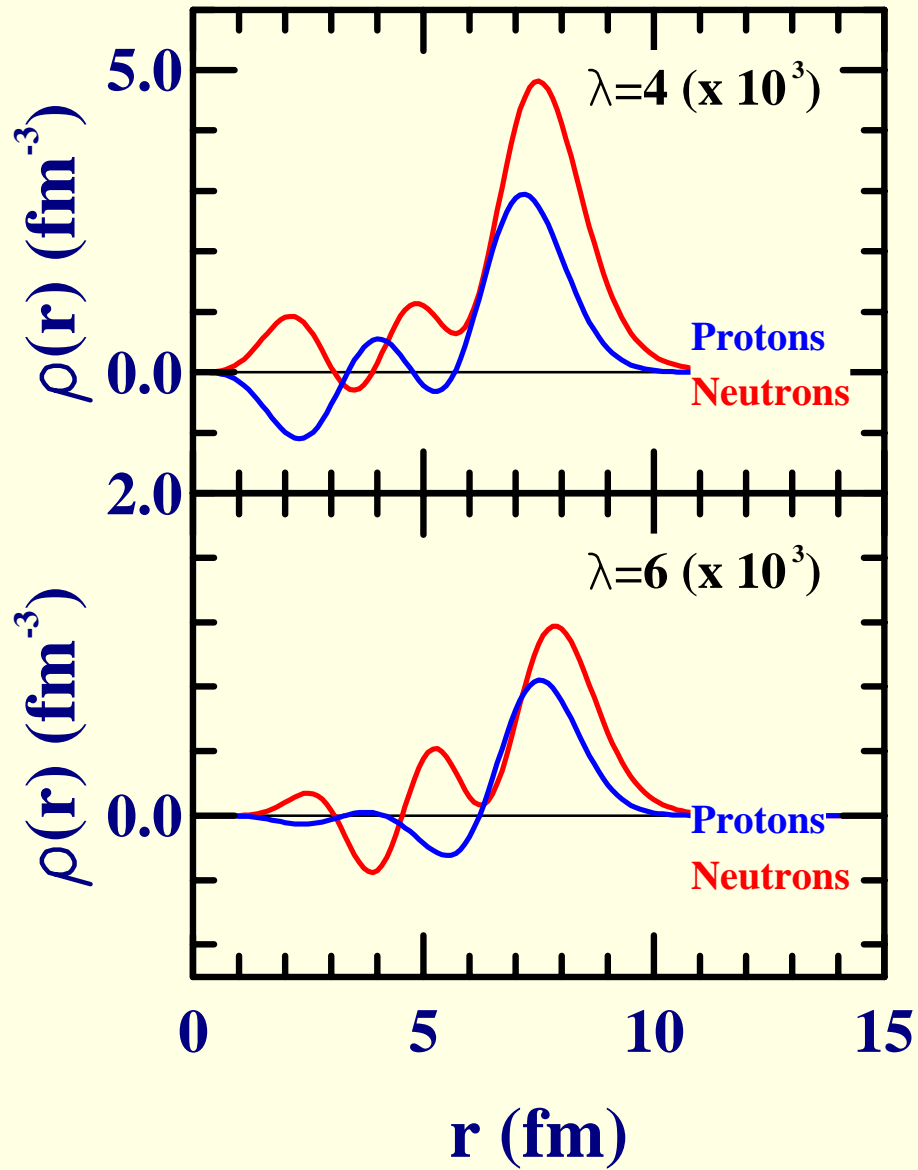 5.0
λ=4 (x 10³)
ρ(r) (fm⁻³)
Protons
0.0
Neutrons
2.0
λ=6 (x 10³)
ρ(r) (fm⁻³)
0.0
Protons
Neutrons
0 5 10 15
r (fm)